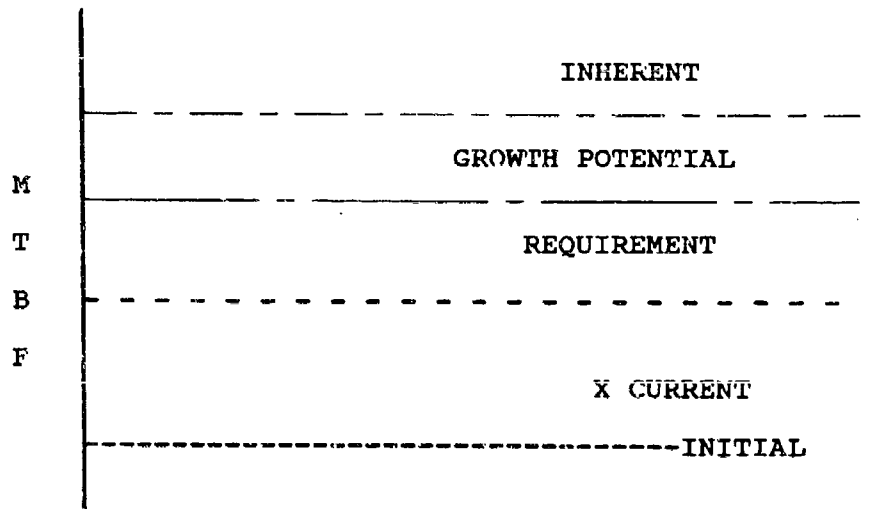 INHERENT
GROWTH POTENTIAL
M
T
REQUIREMENT
B
F
X CURRENT
INITIAL